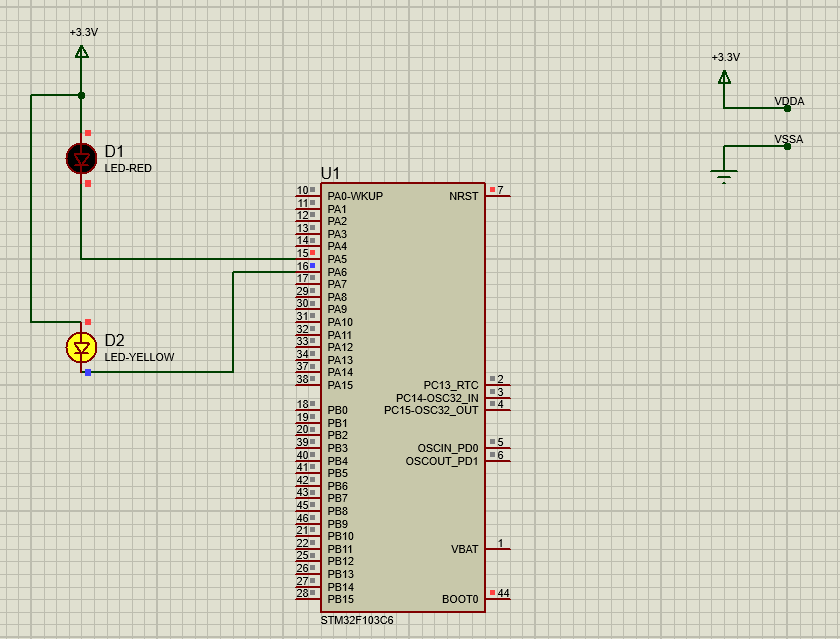 +3.3V
+3.3V
VDDA
VSSA
D1
LED-RED
D2
LED-YELLOW
U1
10 PA0-WKUP NRST 7
11 PA1
12 PA2
13 PA3
14 PA4
15 PA5
16 PA6
17 PA7
29 PA8
30 PA9
31 PA10
32 PA11
33 PA12
34 PA13
37 PA14
38 PA15 PC13_RTC 2
PC14-OSC32_IN 3
18 PB0 PC15-OSC32_OUT 4
19 PB1
20 PB2
39 PB3 OSCIN_PD0 5
40 PB4 OSCOUT_PD1 6
41 PB5
42 PB6
43 PB7
45 PB8
46 PB9
21 PB10
22 PB11 VBAT 1
25 PB12
26 PB13
27 PB14
28 PB15 BOOT0 44
STM32F103C6